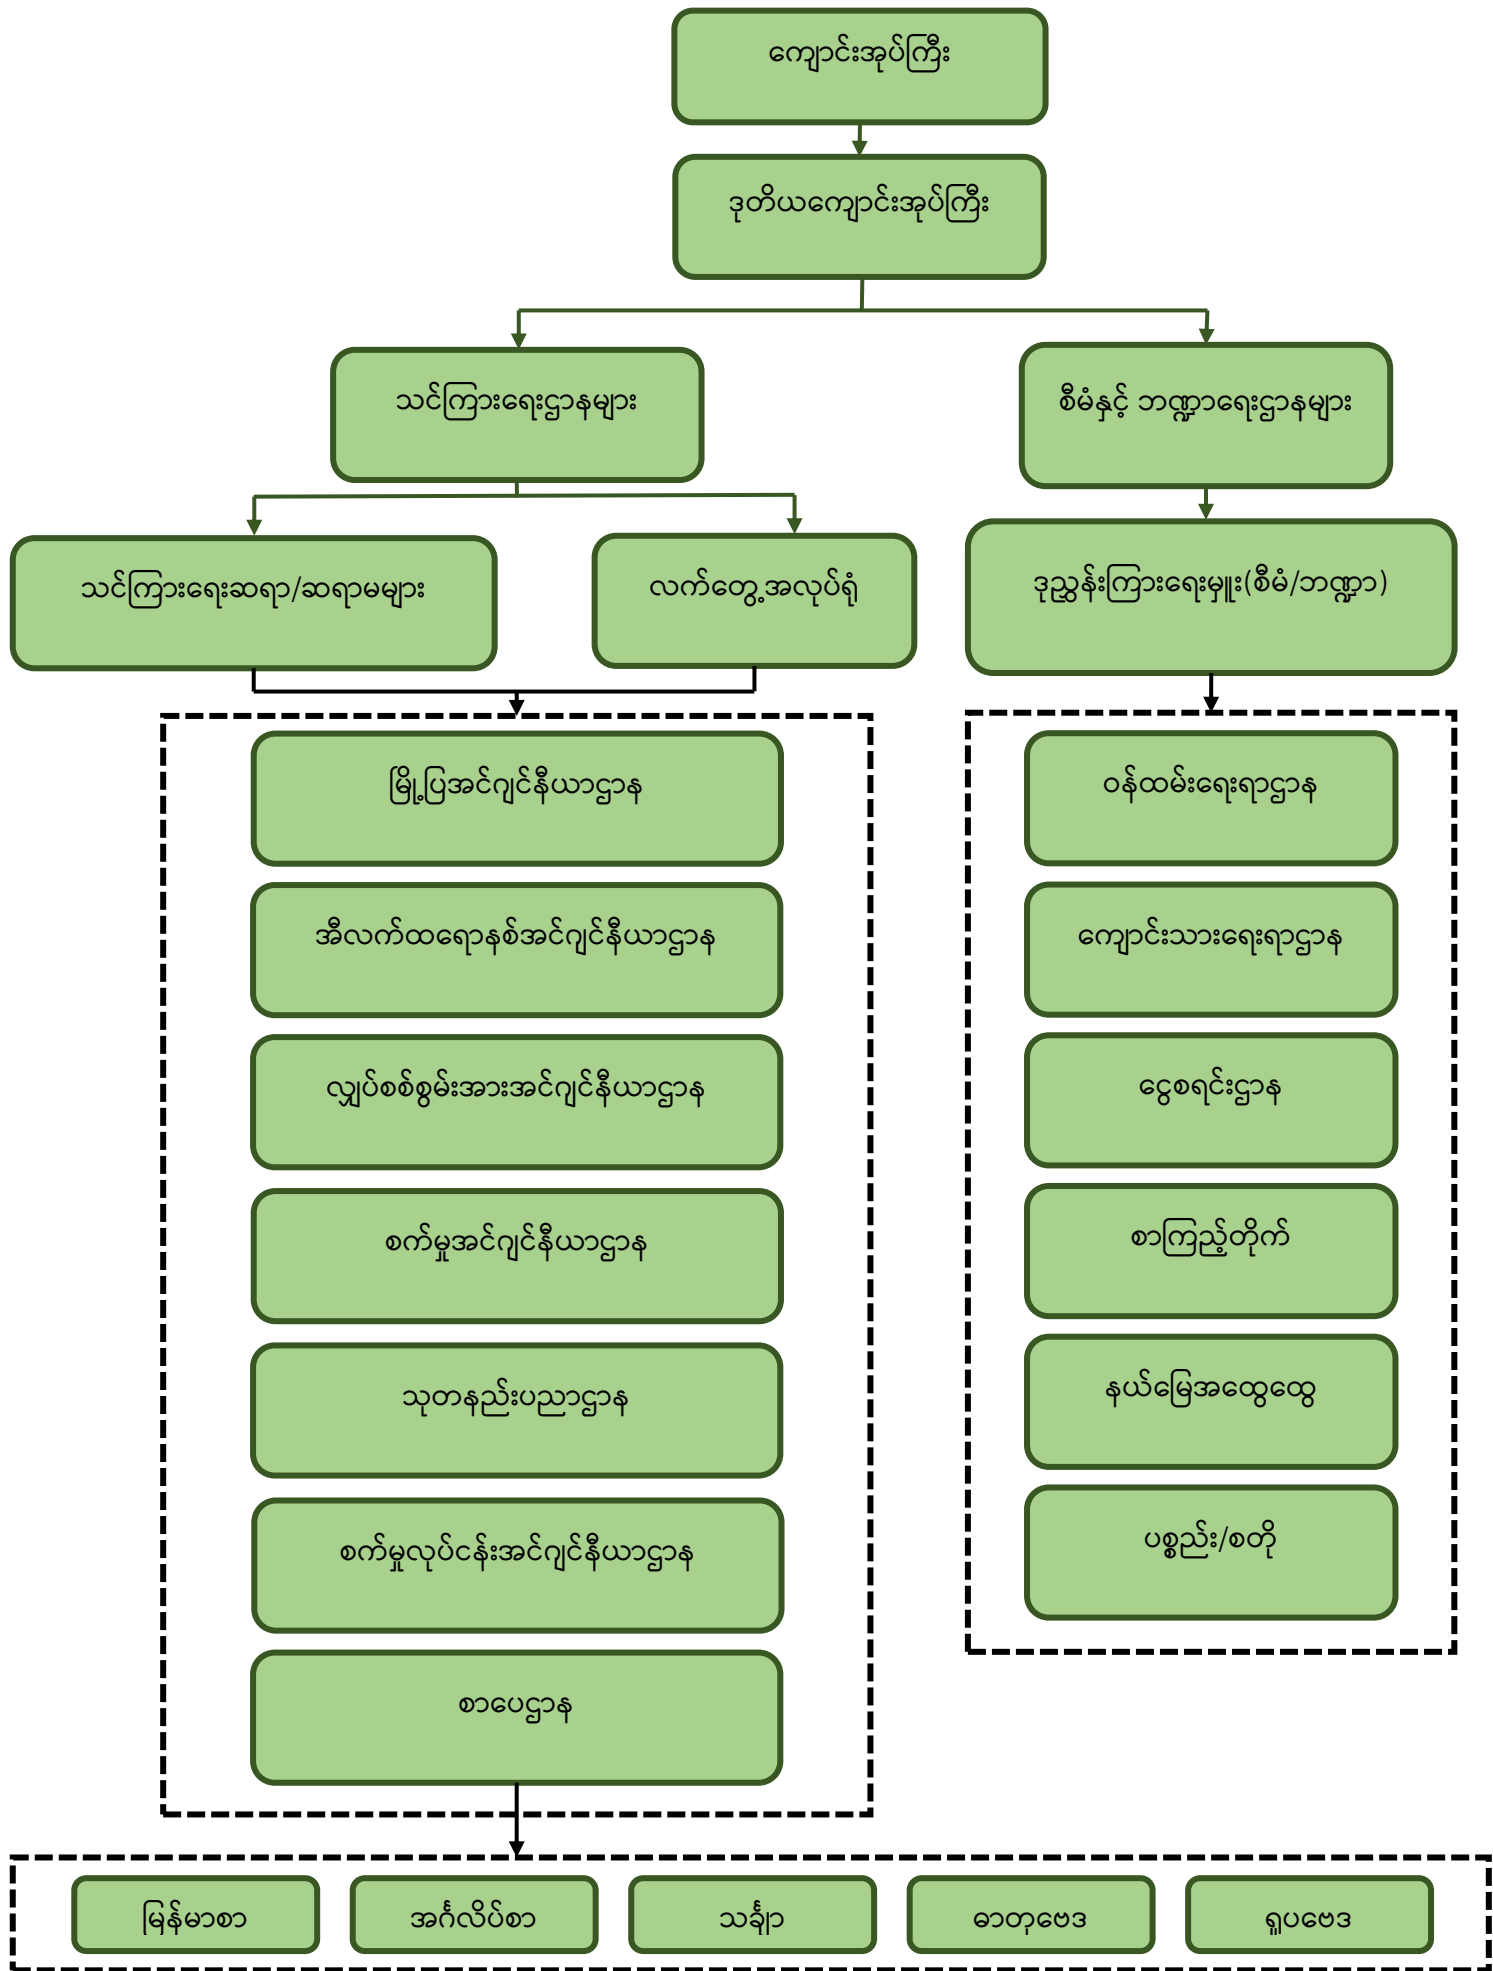 ကျောင်းအုပ်ကြီး
ဒုတိယကျောင်းအုပ်ကြီး
သင်ကြားရေးဌာနများ
စီမံနှင့် ဘဏ္ဍာရေးဌာနများ
သင်ကြားရေးဆရာ/ဆရာမများ
လက်တွေ့အလုပ်ရုံ
ဒုညွှန်ကြားရေးမှူး(စီမံ/ဘဏ္ဍာ)
မြို့ပြအင်ဂျင်နီယာဌာန
အီလက်ထရောနစ်အင်ဂျင်နီယာဌာန
လျှပ်စစ်စွမ်းအားအင်ဂျင်နီယာဌာန
စက်မှုအင်ဂျင်နီယာဌာန
သုတနည်းပညာဌာန
စက်မှုလုပ်ငန်းအင်ဂျင်နီယာဌာန
စာပေဌာန
ဝန်ထမ်းရေးရာဌာန
ကျောင်းသားရေးရာဌာန
ငွေစရင်းဌာန
စာကြည့်တိုက်
နယ်မြေအထွေထွေ
ပစ္စည်း/စတို
မြန်မာစာ
အင်္ဂလိပ်စာ
သင်္ချာ
ဓာတုဗေဒ
ရူပဗေဒ